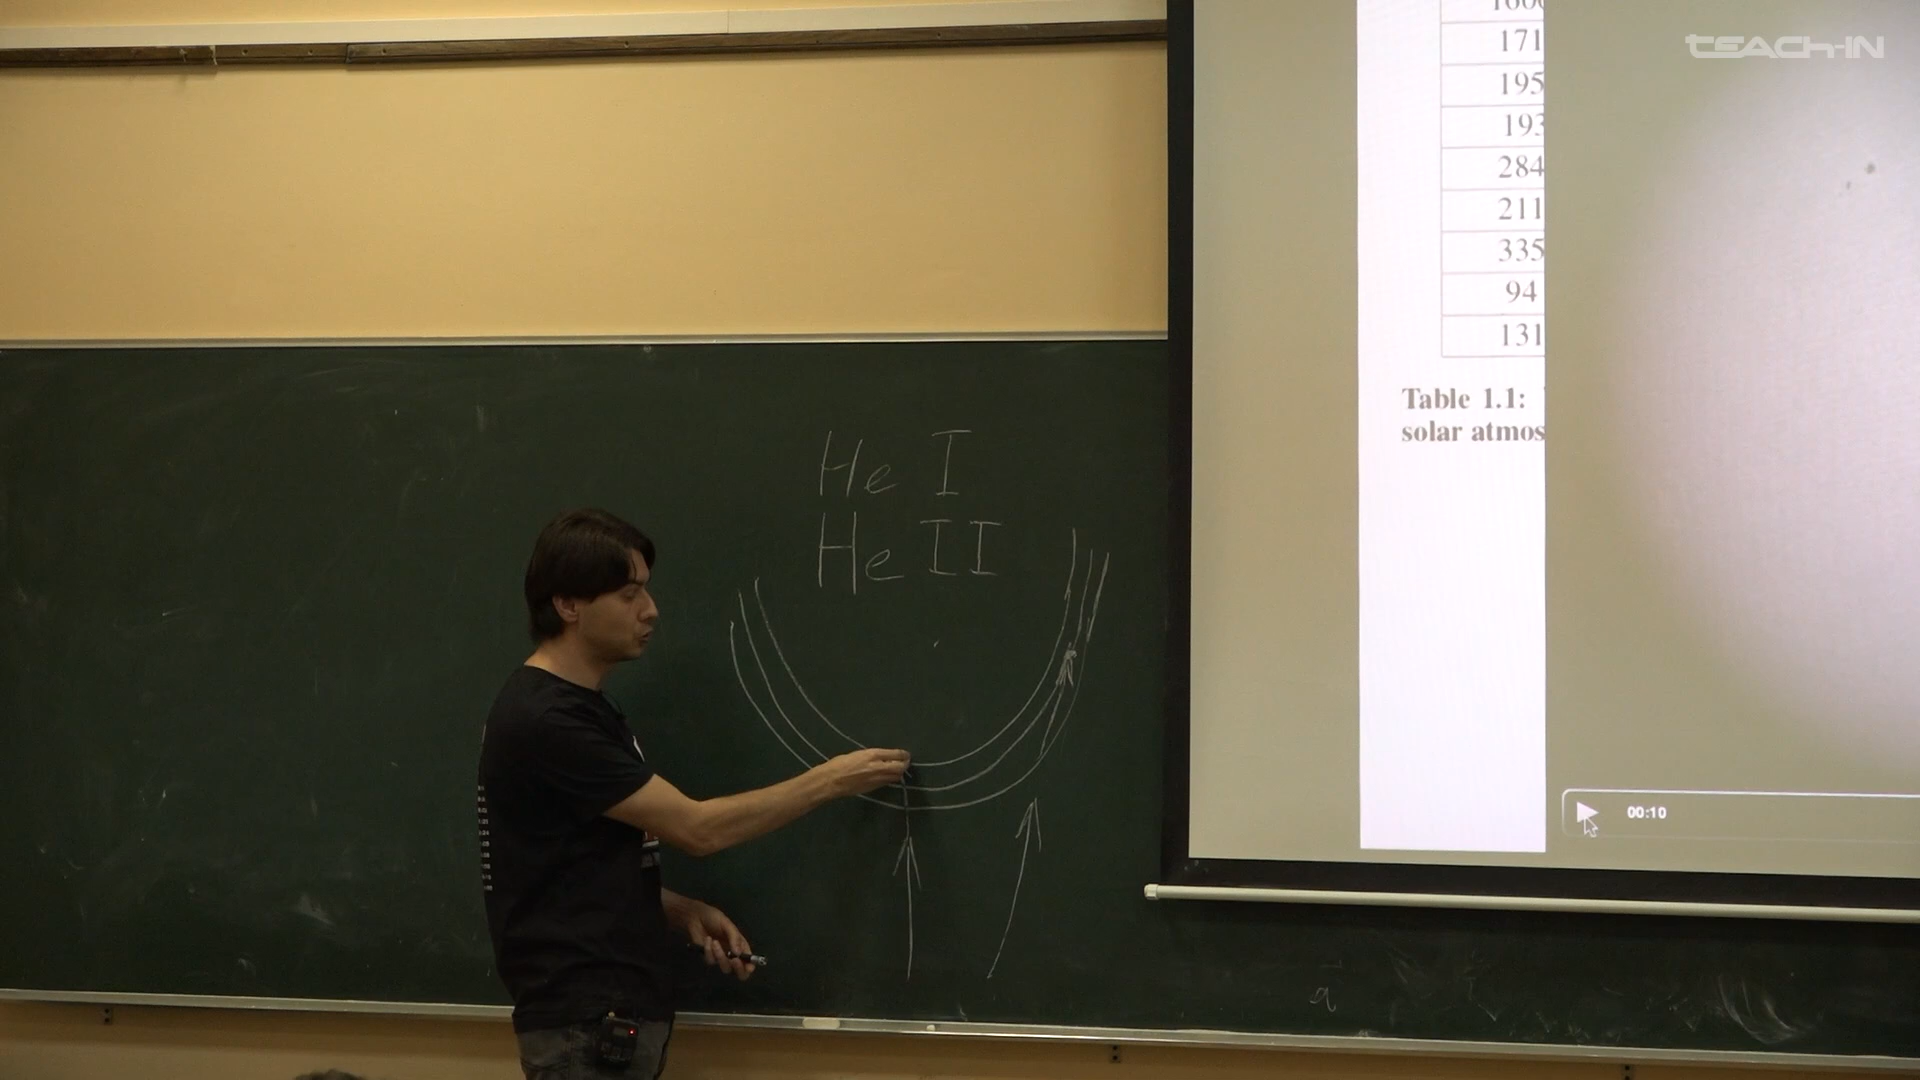 He I
He II
a
171
195
193
284
211
335
94
131
Table 1.1:
solar atmos
00:10
TEACH-IN